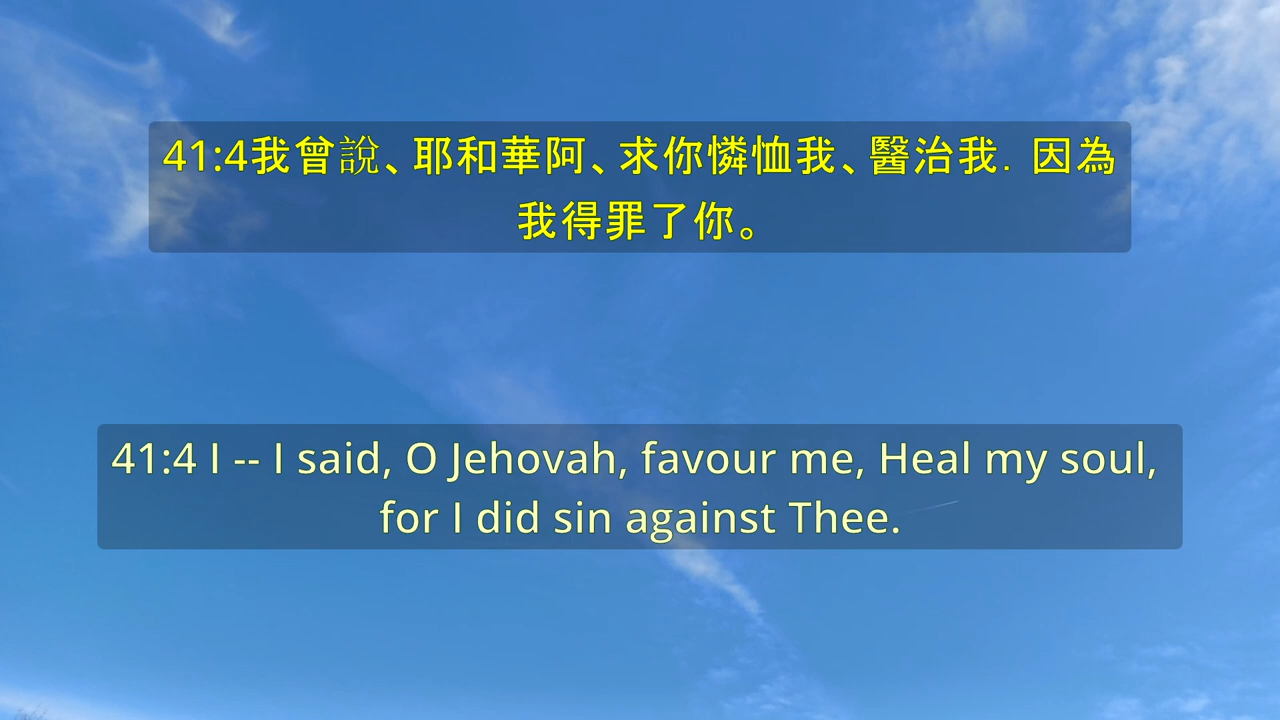 41:4我曾說、耶和華阿、求你憐恤我、醫治我. 因為
我得罪了你。
41:4 I -- I said, O Jehovah, favour me, Heal my soul,
for I did sin against Thee.